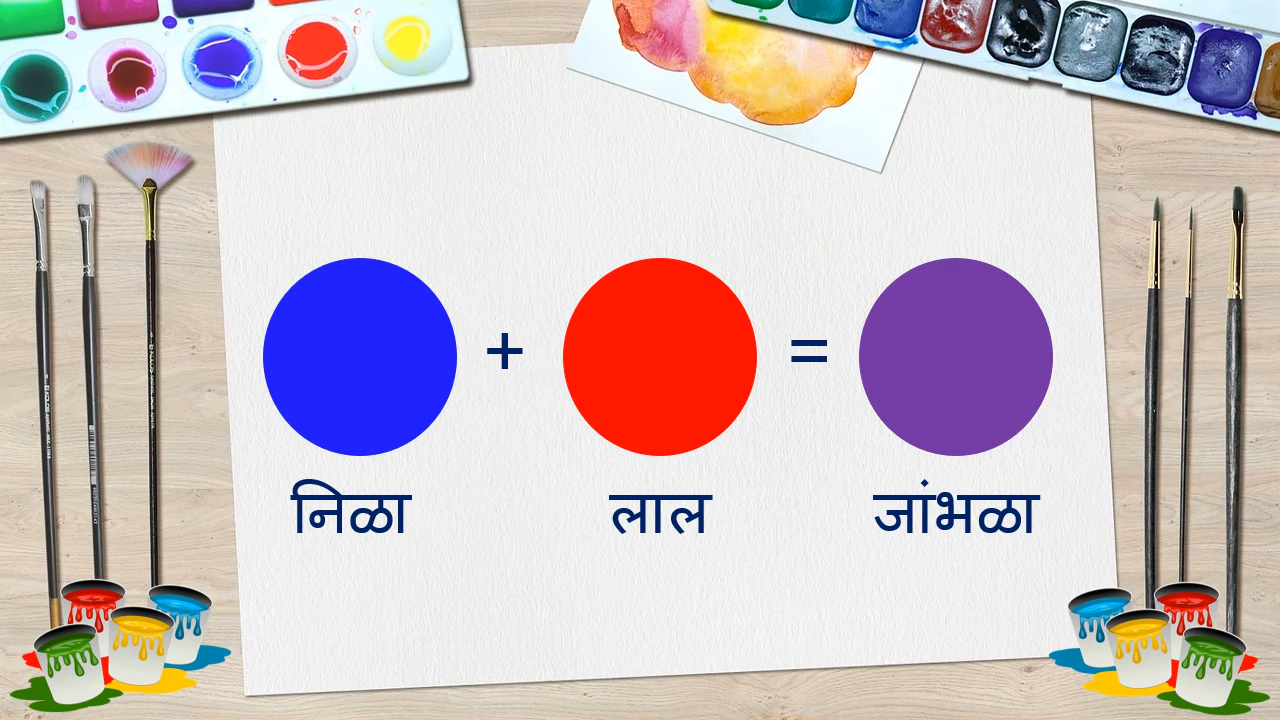 + =
निळा लाल जांभळा